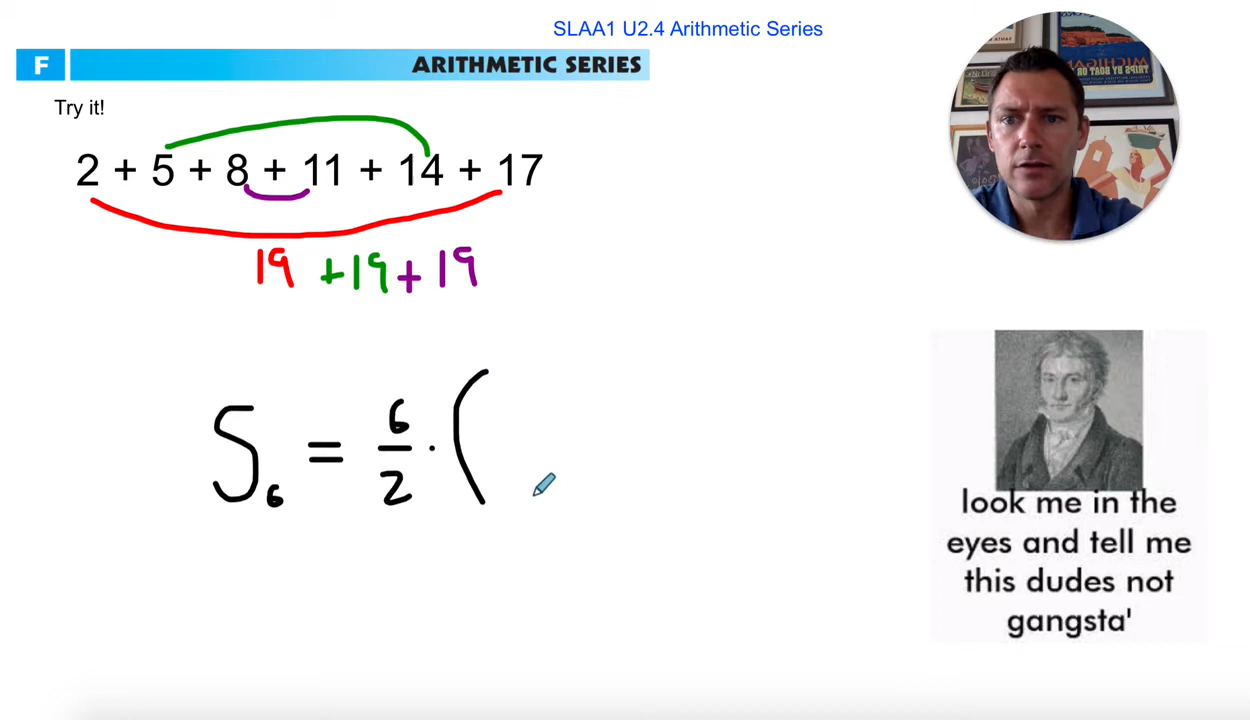 SLAA1 U2.4 Arithmetic Series
F ARITHMETIC SERIES
Try it!
2 + 5 + 8 + 11 + 14 + 17
19 + 19 + 19
S₆ = 6/2 · (
look me in the
eyes and tell me
this dudes not
gangsta'